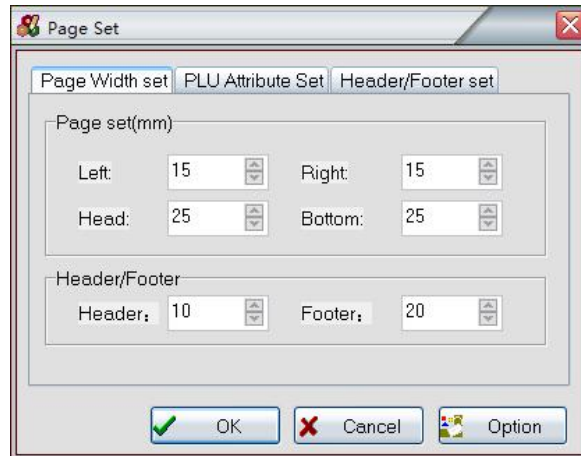 Page Set
Page Width set PLU Attribute Set Header/Footer set
Page set(mm)
Left: 15 Right: 15
Head: 25 Bottom: 25
Header/Footer
Header： 10 Footer： 20
OK Cancel Option